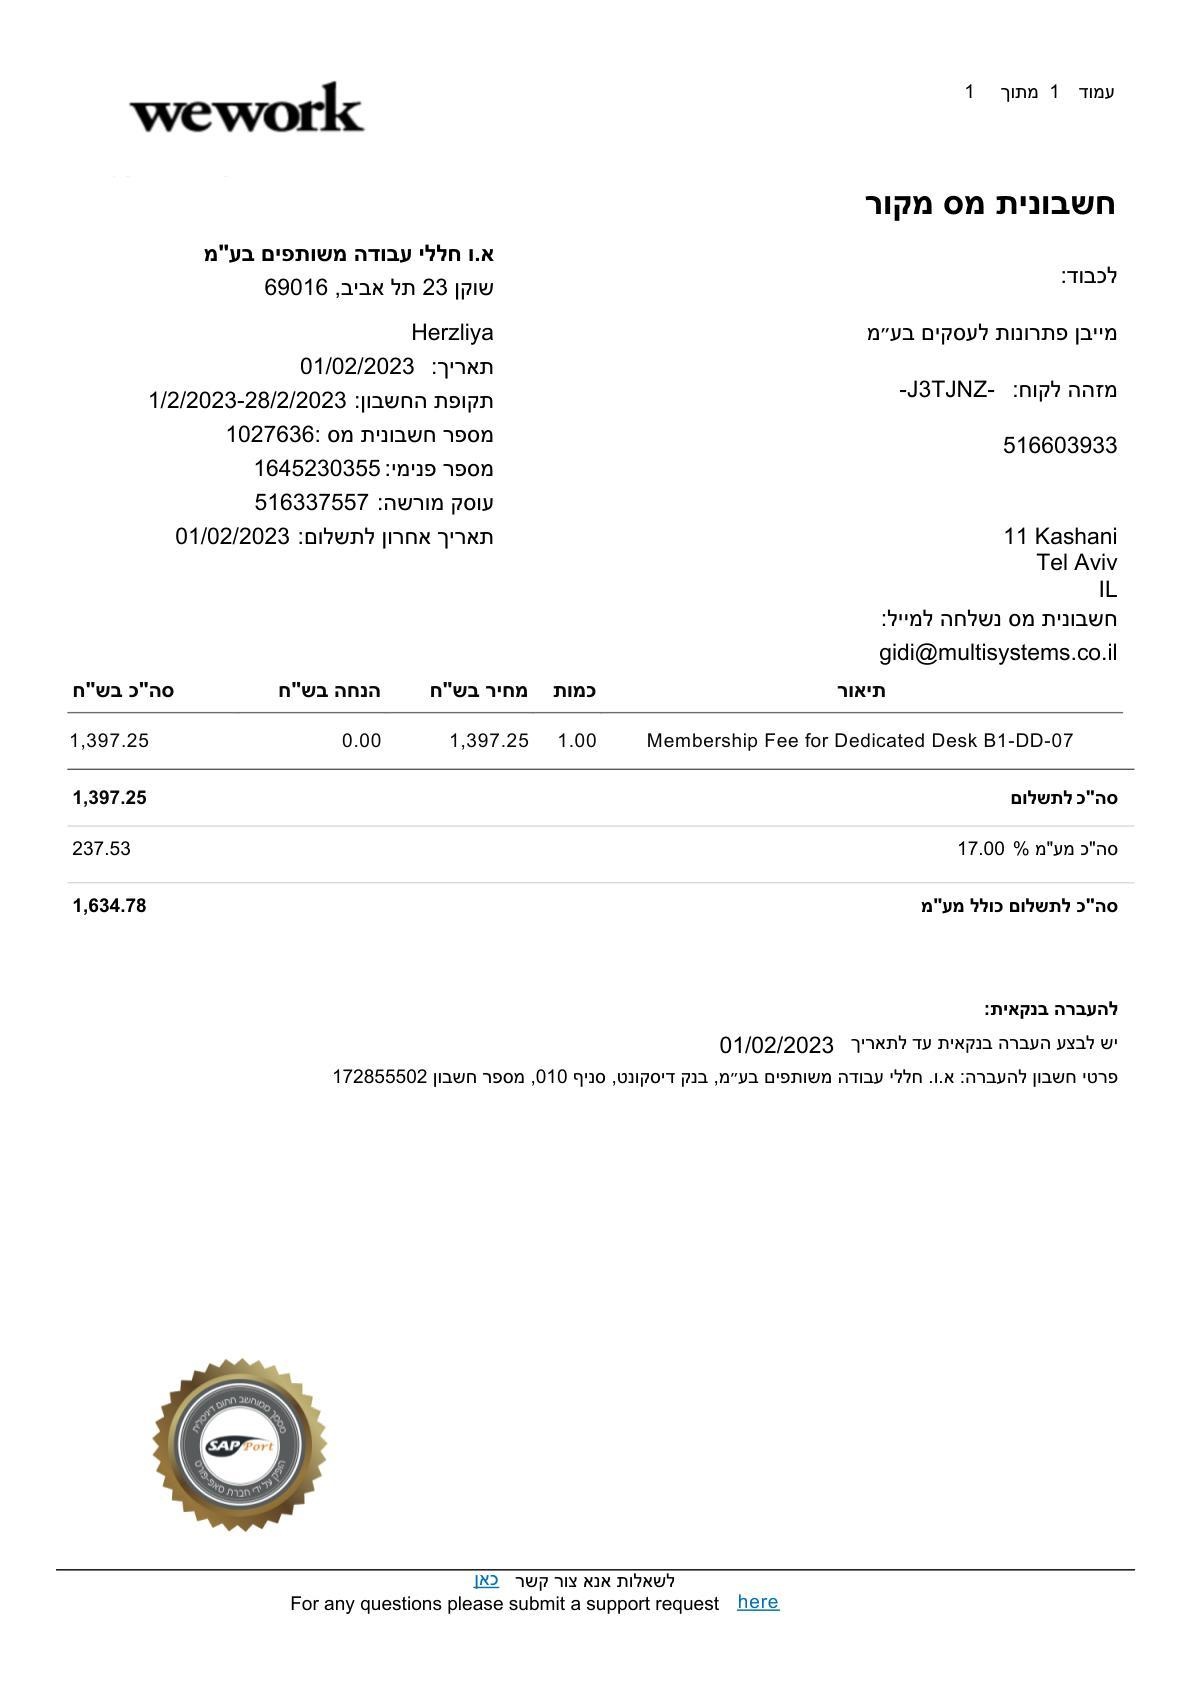 wework
עמוד 1 מתוך 1
חשבונית מס מקור
א.ו חללי עבודה משותפים בע"מ
שוקן 23 תל אביב, 69016
Herzliya
תאריך: 01/02/2023
תקופת החשבון: 1/2/2023-28/2/2023
מספר חשבונית מס :1027636
מספר פנימי: 1645230355
עוסק מורשה: 516337557
תאריך אחרון לתשלום: 01/02/2023
לכבוד:
מייבן פתרונות לעסקים בע״מ
מזהה לקוח: -J3TJNZ-
516603933
11 Kashani
Tel Aviv
IL
חשבונית מס נשלחה למייל:
gidi@multisystems.co.il
תיאור כמות מחיר בש"ח הנחה בש"ח סה"כ בש"ח
Membership Fee for Dedicated Desk B1-DD-07 1.00 1,397.25 0.00 1,397.25
סה"כ לתשלום 1,397.25
סה"כ מע"מ % 17.00 237.53
סה"כ לתשלום כולל מע"מ 1,634.78
להעברה בנקאית:
יש לבצע העברה בנקאית עד לתאריך 01/02/2023
פרטי חשבון להעברה: א.ו. חללי עבודה משותפים בע״מ, בנק דיסקונט, סניף 010, מספר חשבון 172855502
מסמך ממוחשב חתום דיגיטלית
SAP Port
הופק על ידי חברת סאפ-פורט
לשאלות אנא צור קשר כאן
For any questions please submit a support request here